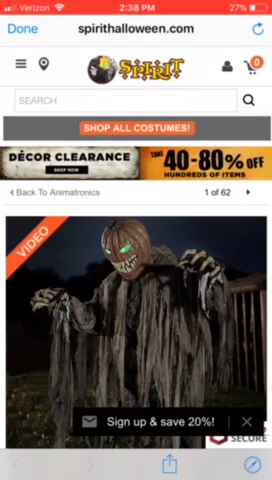 Verizon 2:38 PM 27%
Done spirithalloween.com
SPIRIT 0
SEARCH
SHOP ALL COSTUMES!
DÉCOR CLEARANCE
SHOP NOW
TAKE 40-80% OFF
HUNDREDS OF ITEMS
Back To Animatronics 1 of 62
VIDEO
Sign up & save 20%!
SECURE